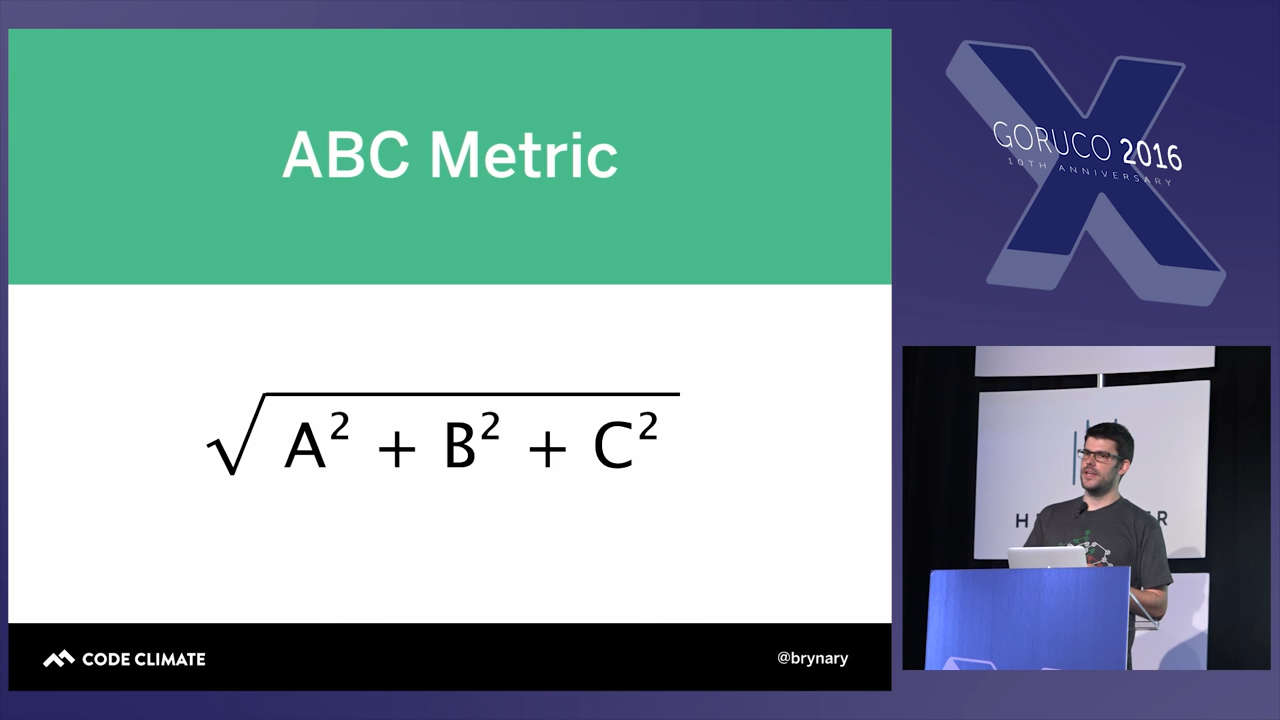 ABC Metric
√ A² + B² + C²
CODE CLIMATE
@brynary
GORUCO 2016
10TH ANNIVERSARY